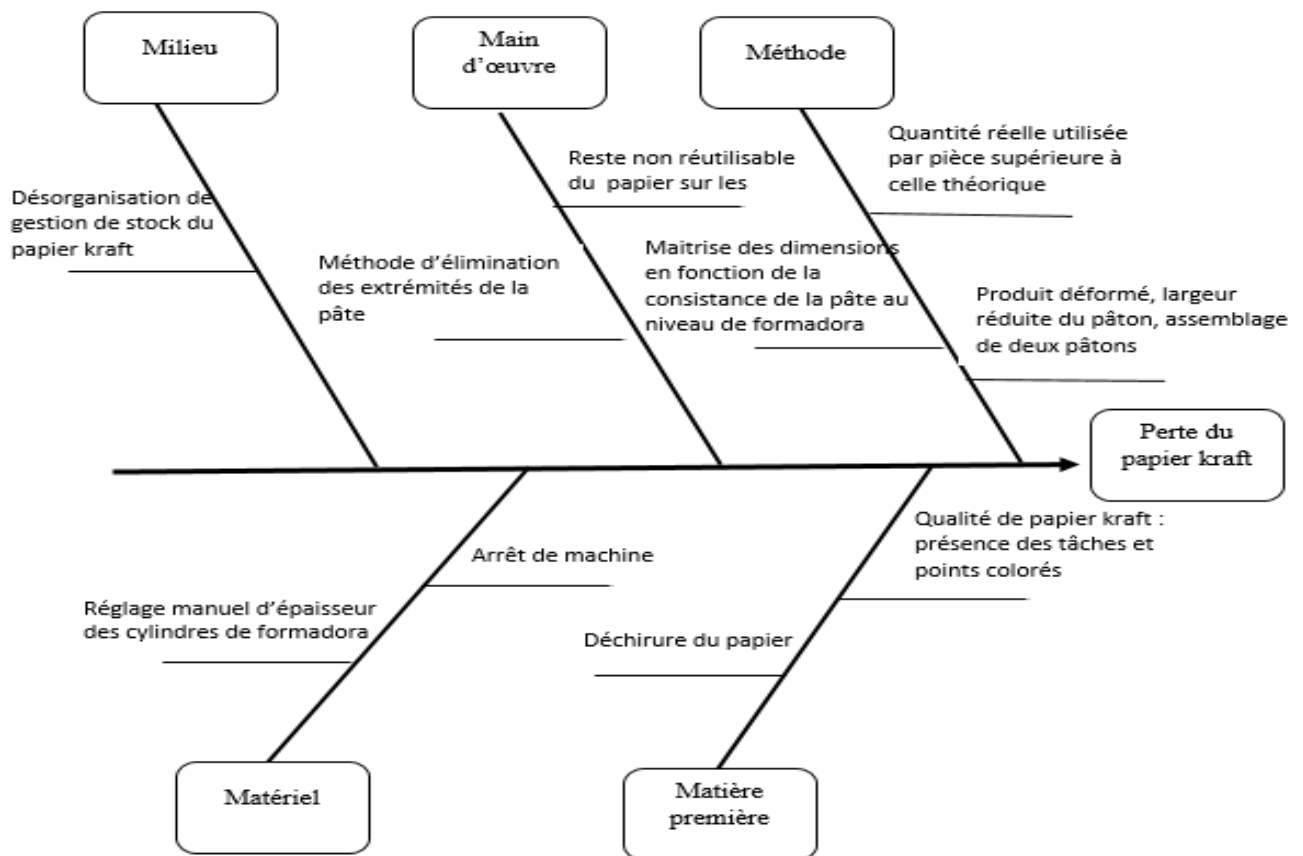 Milieu
Main
d’œuvre
Méthode
Quantité réelle utilisée
par pièce supérieure à
celle théorique
Reste non réutilisable
du papier sur les
Désorganisation de
gestion de stock du
papier kraft
Méthode d’élimination
des extrémités de la
pâte
Maitrise des dimensions
en fonction de la
consistance de la pâte au
niveau de formadora
Produit déformé, largeur
réduite du pâton, assemblage
de deux pâtons
Perte du
papier kraft
Qualité de papier kraft :
présence des tâches et
points colorés
Arrêt de machine
Réglage manuel d’épaisseur
des cylindres de formadora
Déchirure du papier
Matériel
Matière
première